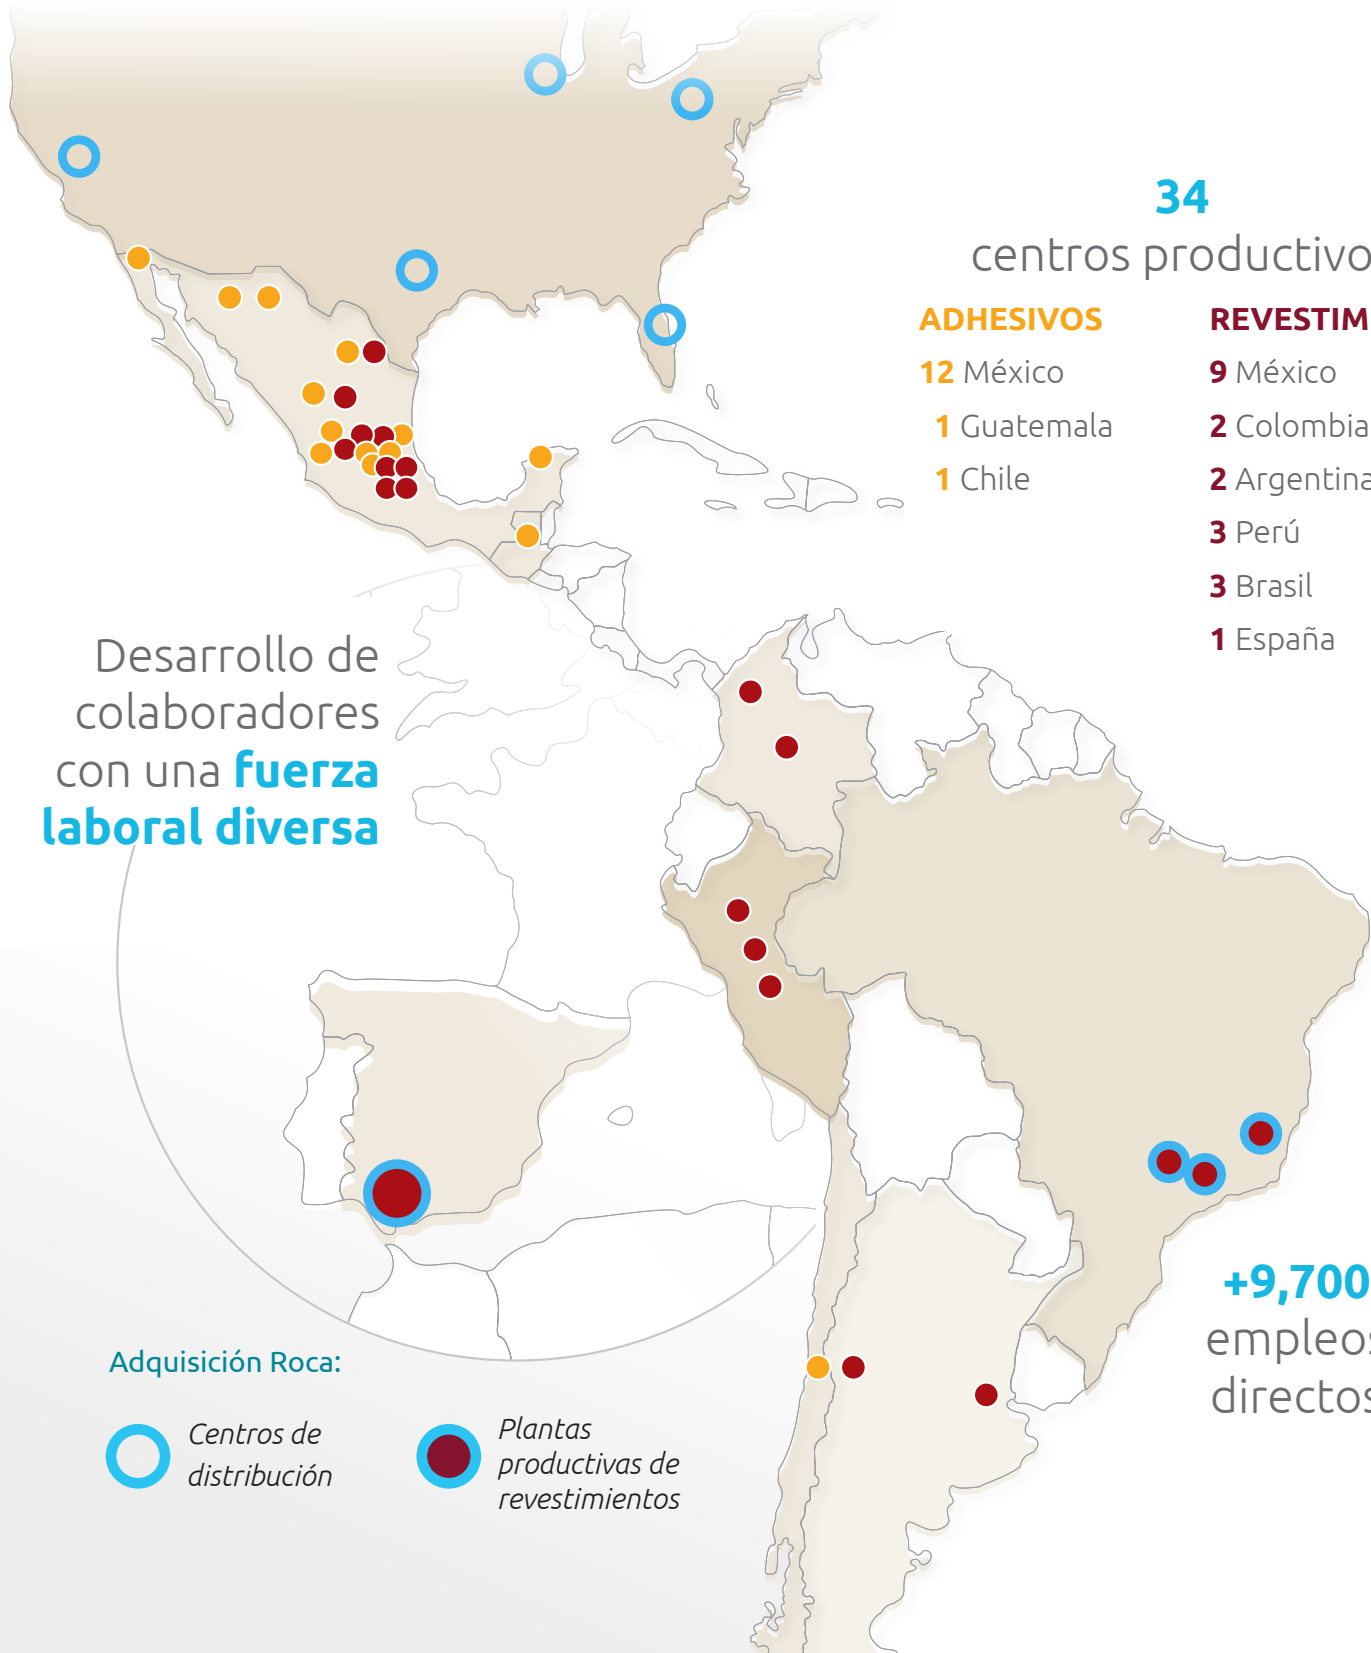 34
centros productivo
ADHESIVOS
12 México
1 Guatemala
1 Chile
REVESTIM
9 México
2 Colombia
2 Argentina
3 Perú
3 Brasil
1 España
Desarrollo de
colaboradores
con una fuerza
laboral diversa
+9,700
empleos
directos
Adquisición Roca:
Centros de
distribución
Plantas
productivas de
revestimientos